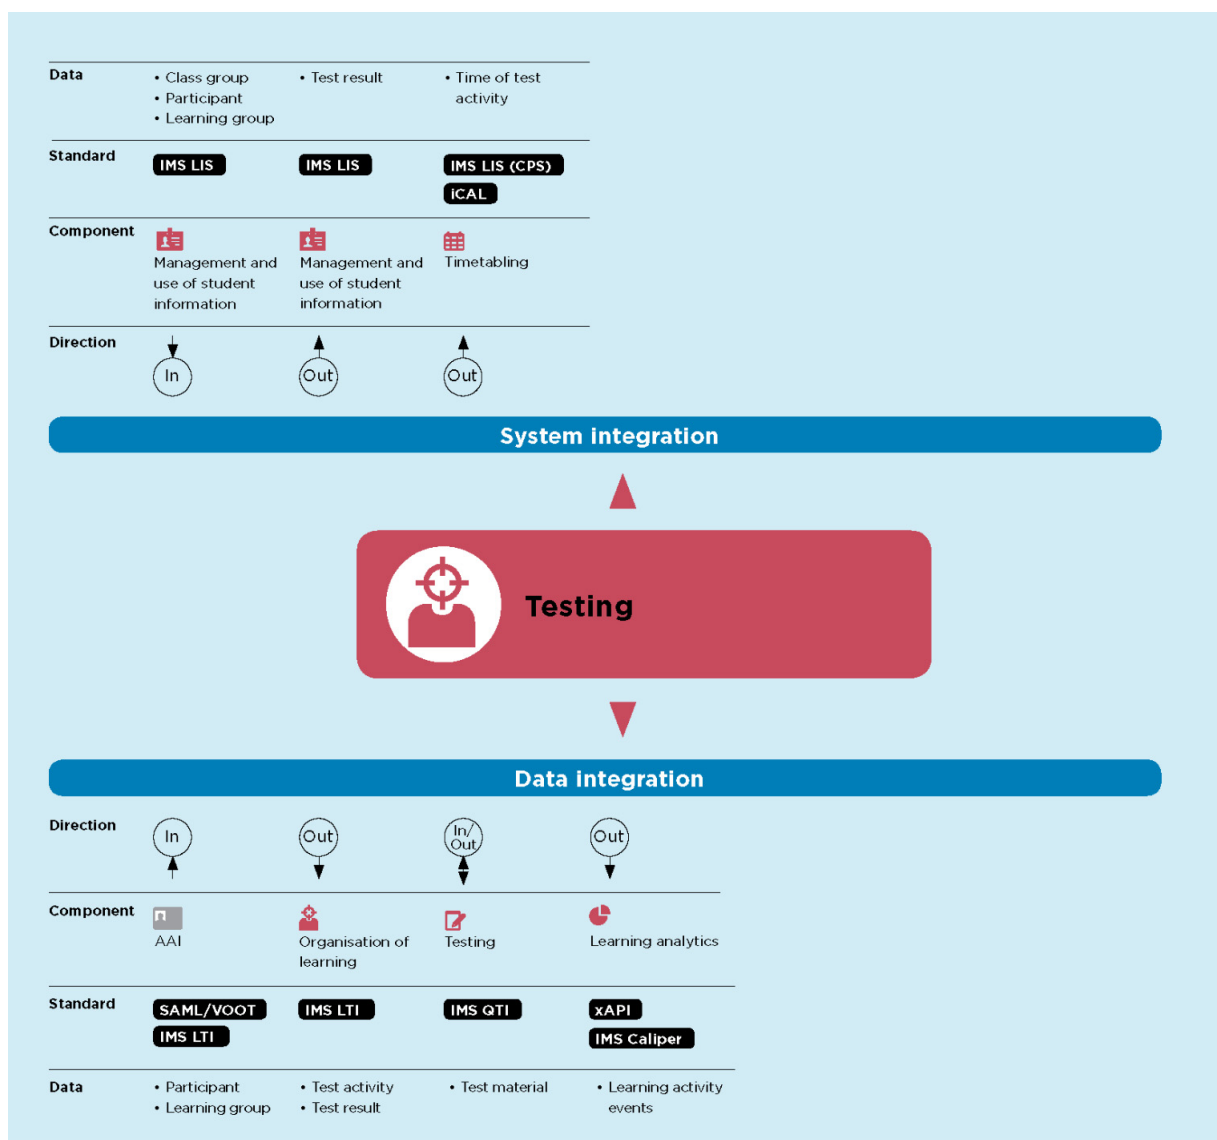 Data
• Class group
• Participant
• Learning group
• Test result
• Time of test
activity
Standard
IMS LIS
IMS LIS
IMS LIS (CPS)
iCAL
Component
Management and
use of student
information
Management and
use of student
information
Timetabling
Direction
In
Out
Out
System integration
Testing
Data integration
Direction
In
Out
In/
Out
Out
Component
AAI
Organisation of
learning
Testing
Learning analytics
Standard
SAML/VOOT
IMS LTI
IMS LTI
IMS QTI
xAPI
IMS Caliper
Data
• Participant
• Learning group
• Test activity
• Test result
• Test material
• Learning activity
events